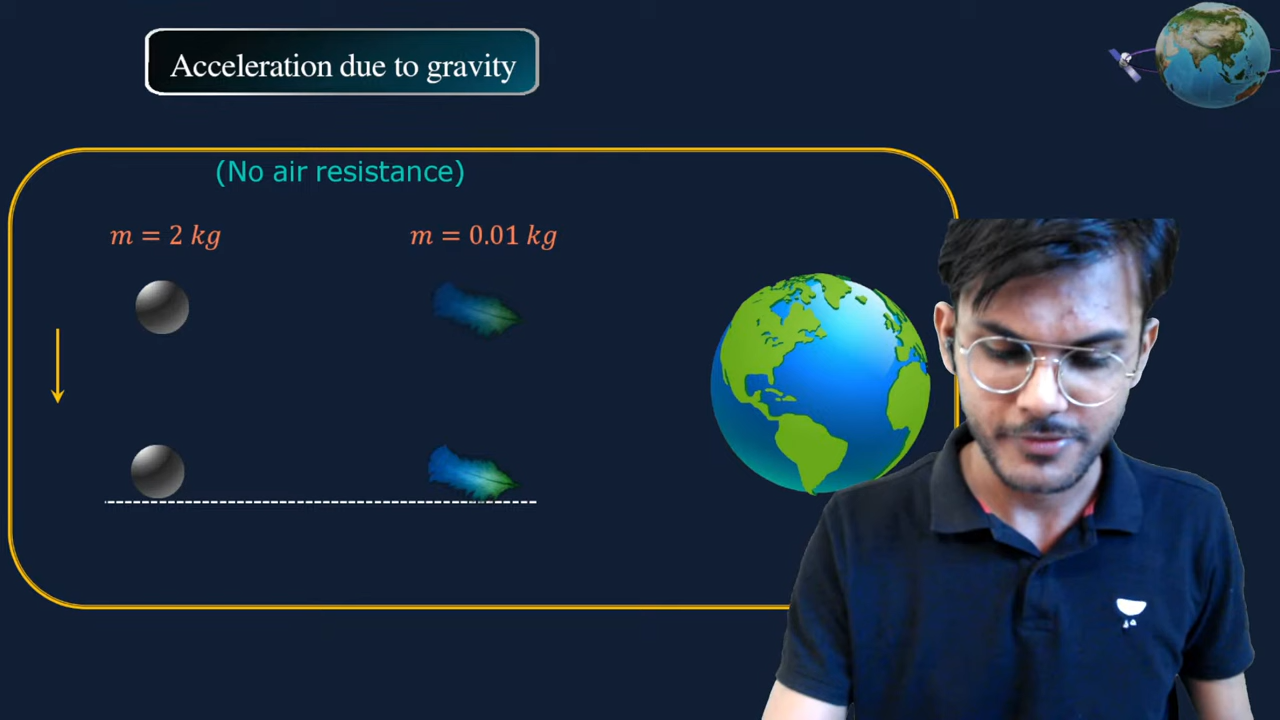 Acceleration due to gravity
(No air resistance)
m = 2 kg
m = 0.01 kg